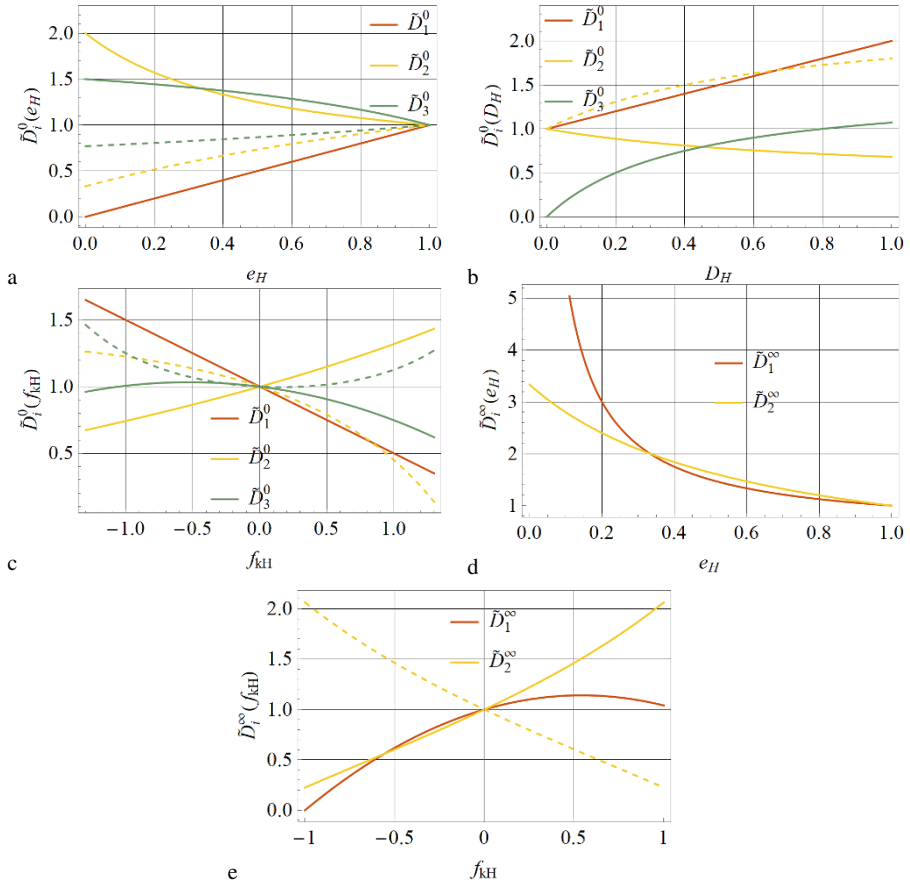 D̃₁⁰
D̃₂⁰
D̃₃⁰
D̃ᵢ⁰(e_H)
2.0
1.5
1.0
0.5
0.0
0.0 0.2 0.4 0.6 0.8 1.0
e_H
a
D̃₁⁰
D̃₂⁰
D̃₃⁰
D̃ᵢ⁰(D_H)
2.0
1.5
1.0
0.5
0.0
0.0 0.2 0.4 0.6 0.8 1.0
D_H
b
D̃ᵢ⁰(f_kH)
1.5
1.0
0.5
D̃₁⁰
D̃₂⁰
D̃₃⁰
−1.0 −0.5 0.0 0.5 1.0
f_kH
c
D̃ᵢ^∞(e_H)
5
4
3
2
1
D̃₁^∞
D̃₂^∞
0.0 0.2 0.4 0.6 0.8 1.0
e_H
d
D̃ᵢ^∞(f_kH)
2.0
1.5
1.0
0.5
0.0
D̃₁^∞
D̃₂^∞
−1 −0.5 0 0.5 1
f_kH
e